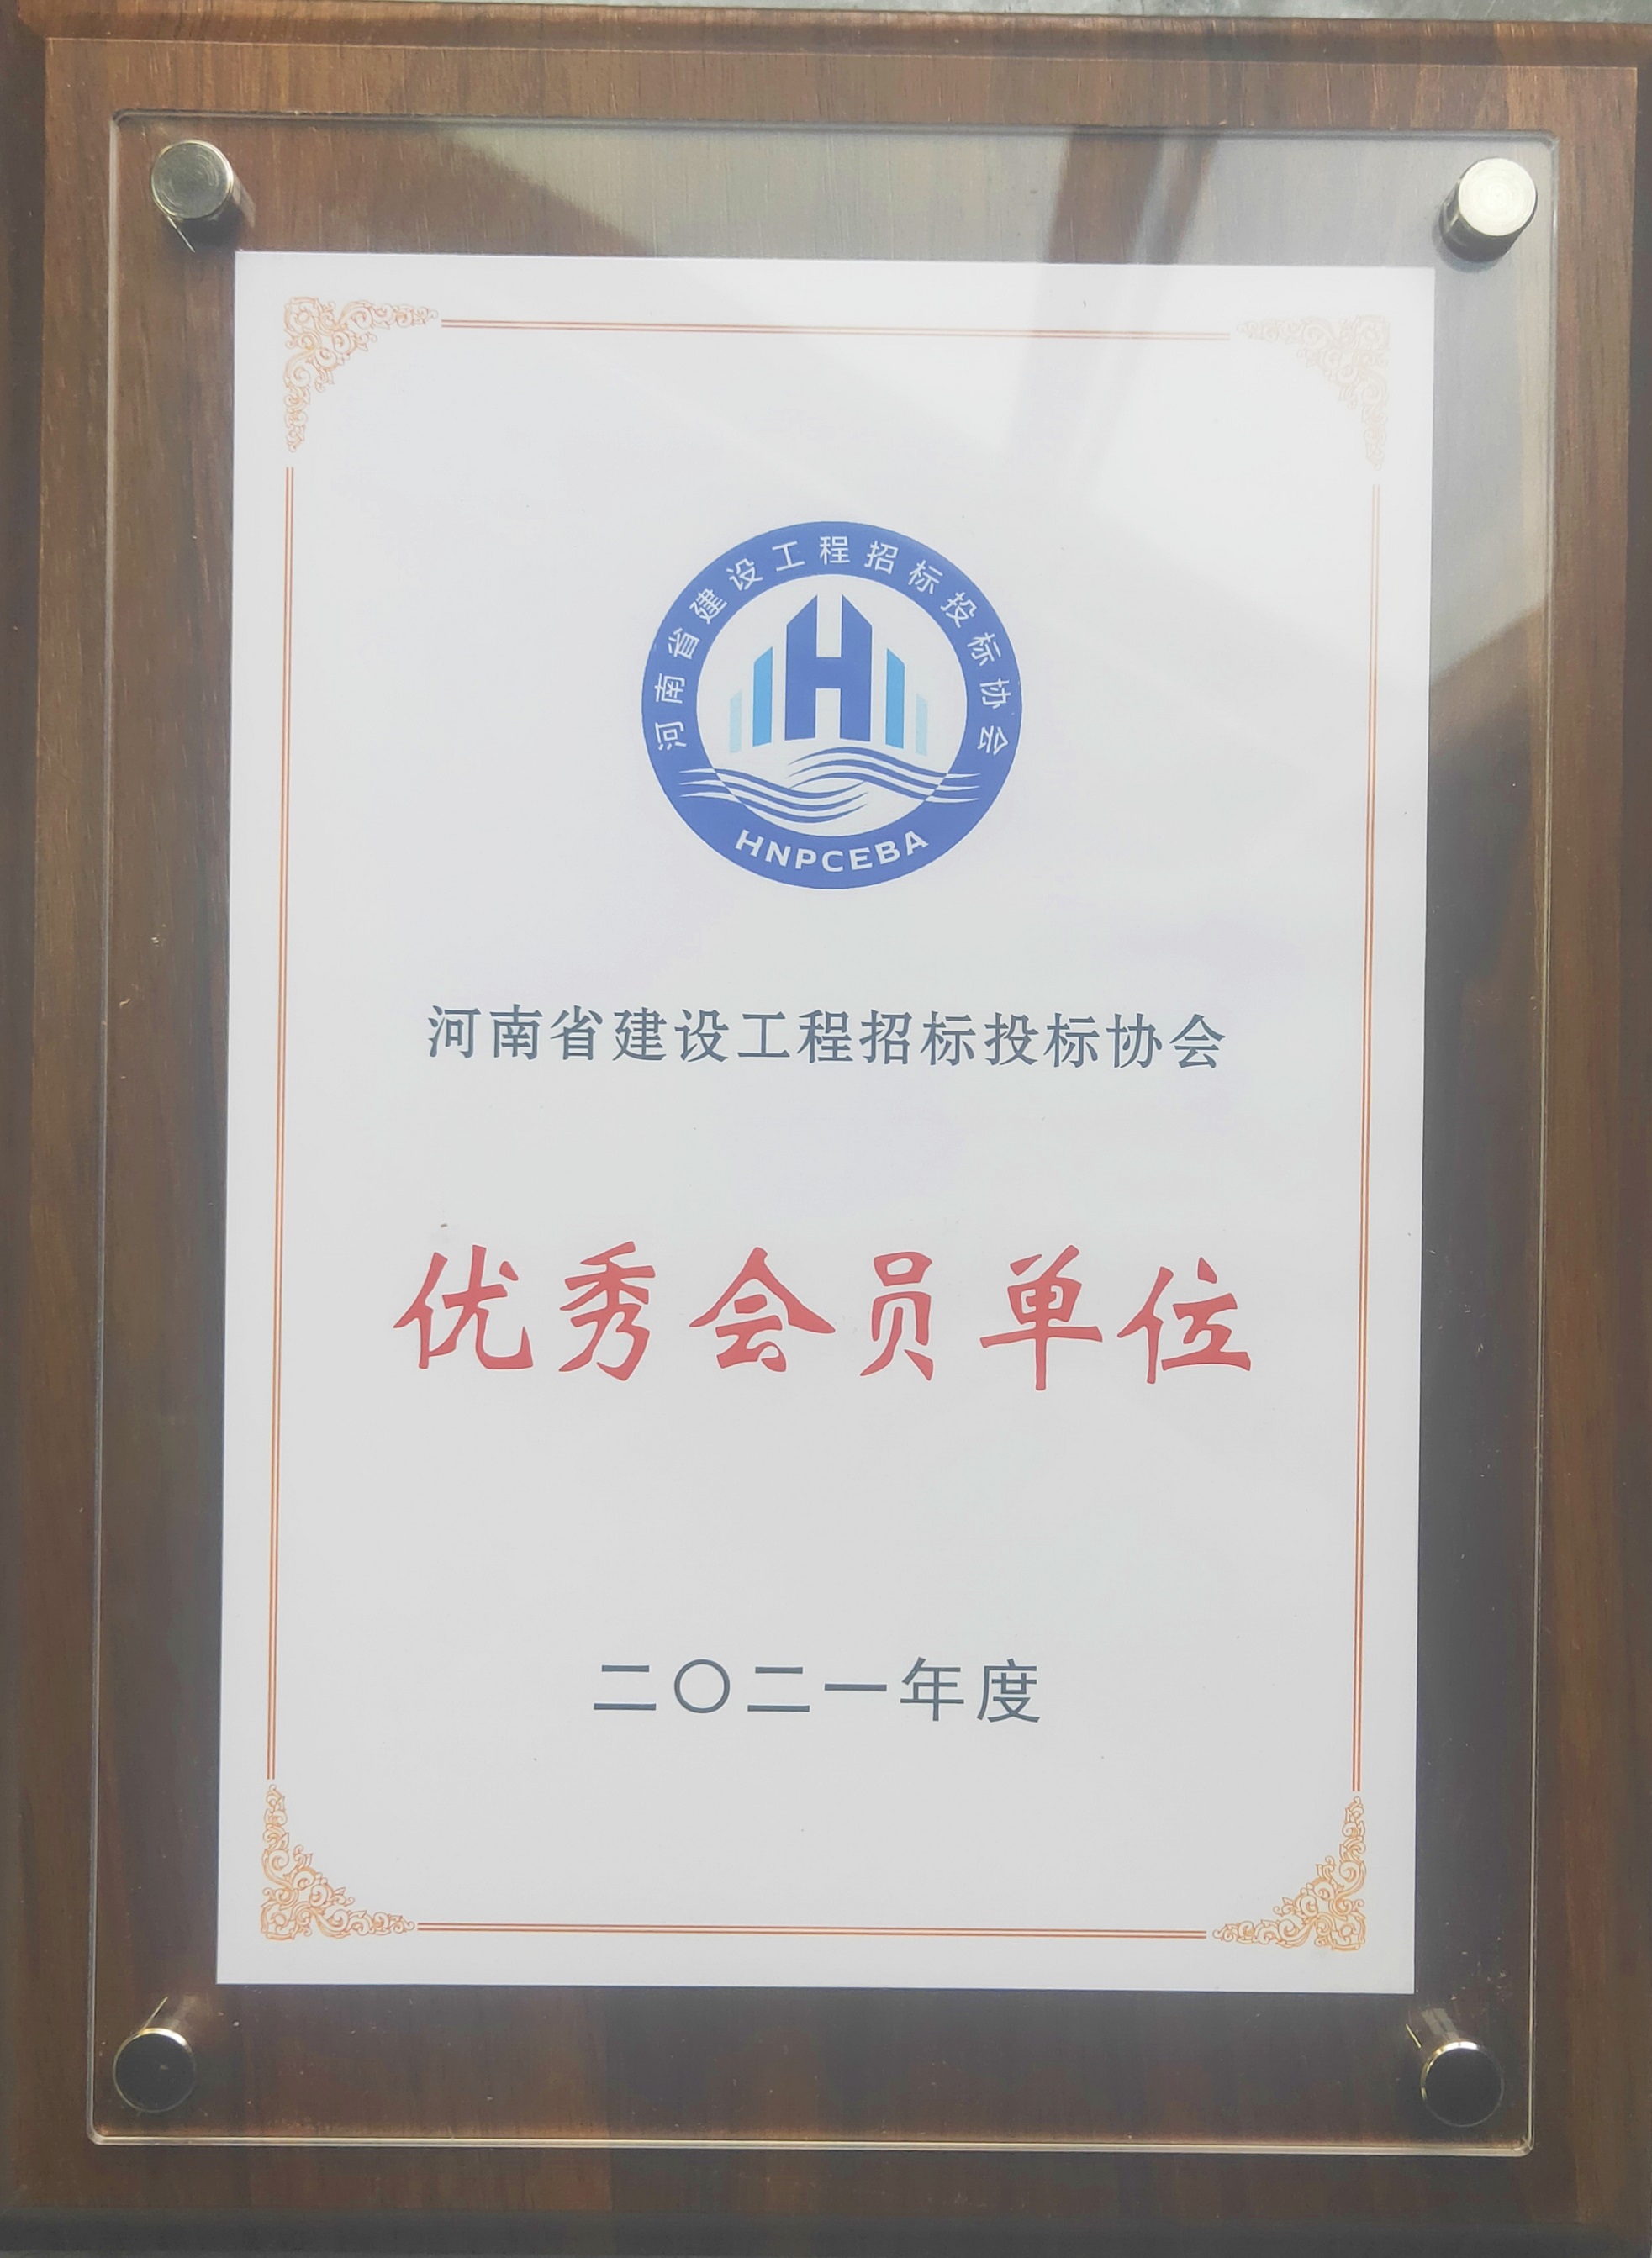 河南省建设工程招标投标协会
HNPCEBA
河南省建设工程招标投标协会
优秀会员单位
二〇二一年度